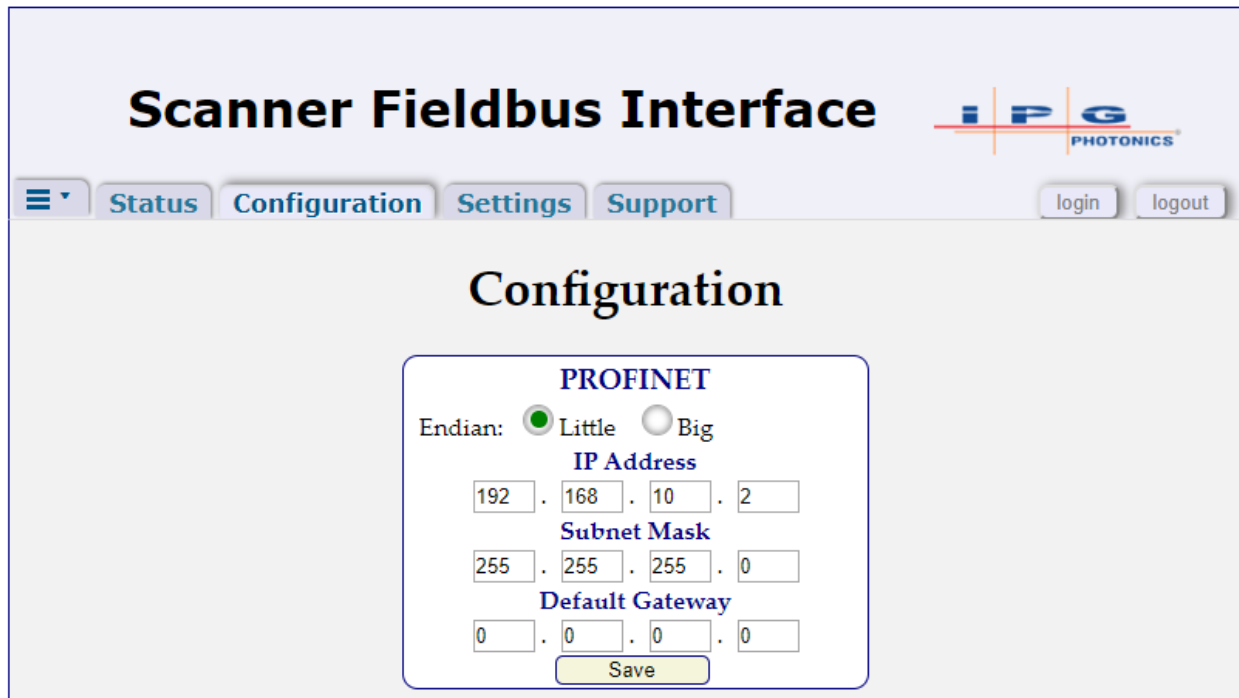 Scanner Fieldbus Interface
IPG
PHOTONICS
Status Configuration Settings Support login logout
Configuration
PROFINET
Endian: Little Big
IP Address
192 . 168 . 10 . 2
Subnet Mask
255 . 255 . 255 . 0
Default Gateway
0 . 0 . 0 . 0
Save